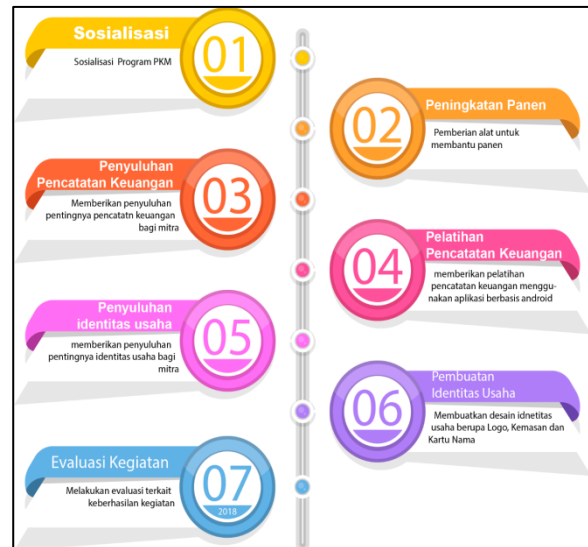 Sosialisasi
01
Sosialisasi Program PKM
02
Peningkatan Panen
Pemberian alat untuk
membantu panen
Penyuluhan
Pencatatan Keuangan
03
Memberikan penyuluhan
pentingnya pencatatn keuangan
bagi mitra
04
Pelatihan
Pencatatan Keuangan
memberikan pelatihan
pencatatan keuangan menggu-
nakan aplikasi berbasis android
Penyuluhan
identitas usaha
05
memberikan penyuluhan
pentingnya identitas usaha bagi
mitra
06
Pembuatan
Identitas Usaha
Membuatkan desain idnetitas
usaha berupa Logo, Kemasan dan
Kartu Nama
Evaluasi Kegiatan
07
2018
Melakukan evaluasi terkait
keberhasilan kegiatan